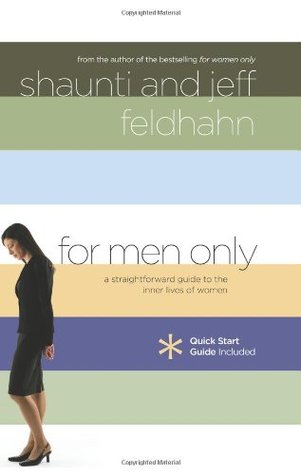 Copyrighted Material
from the author of the bestselling for women only
shaunti and jeff
feldhahn
for men only
a straightforward guide to the
inner lives of women
* Quick Start
Guide Included
Copyrighted Material